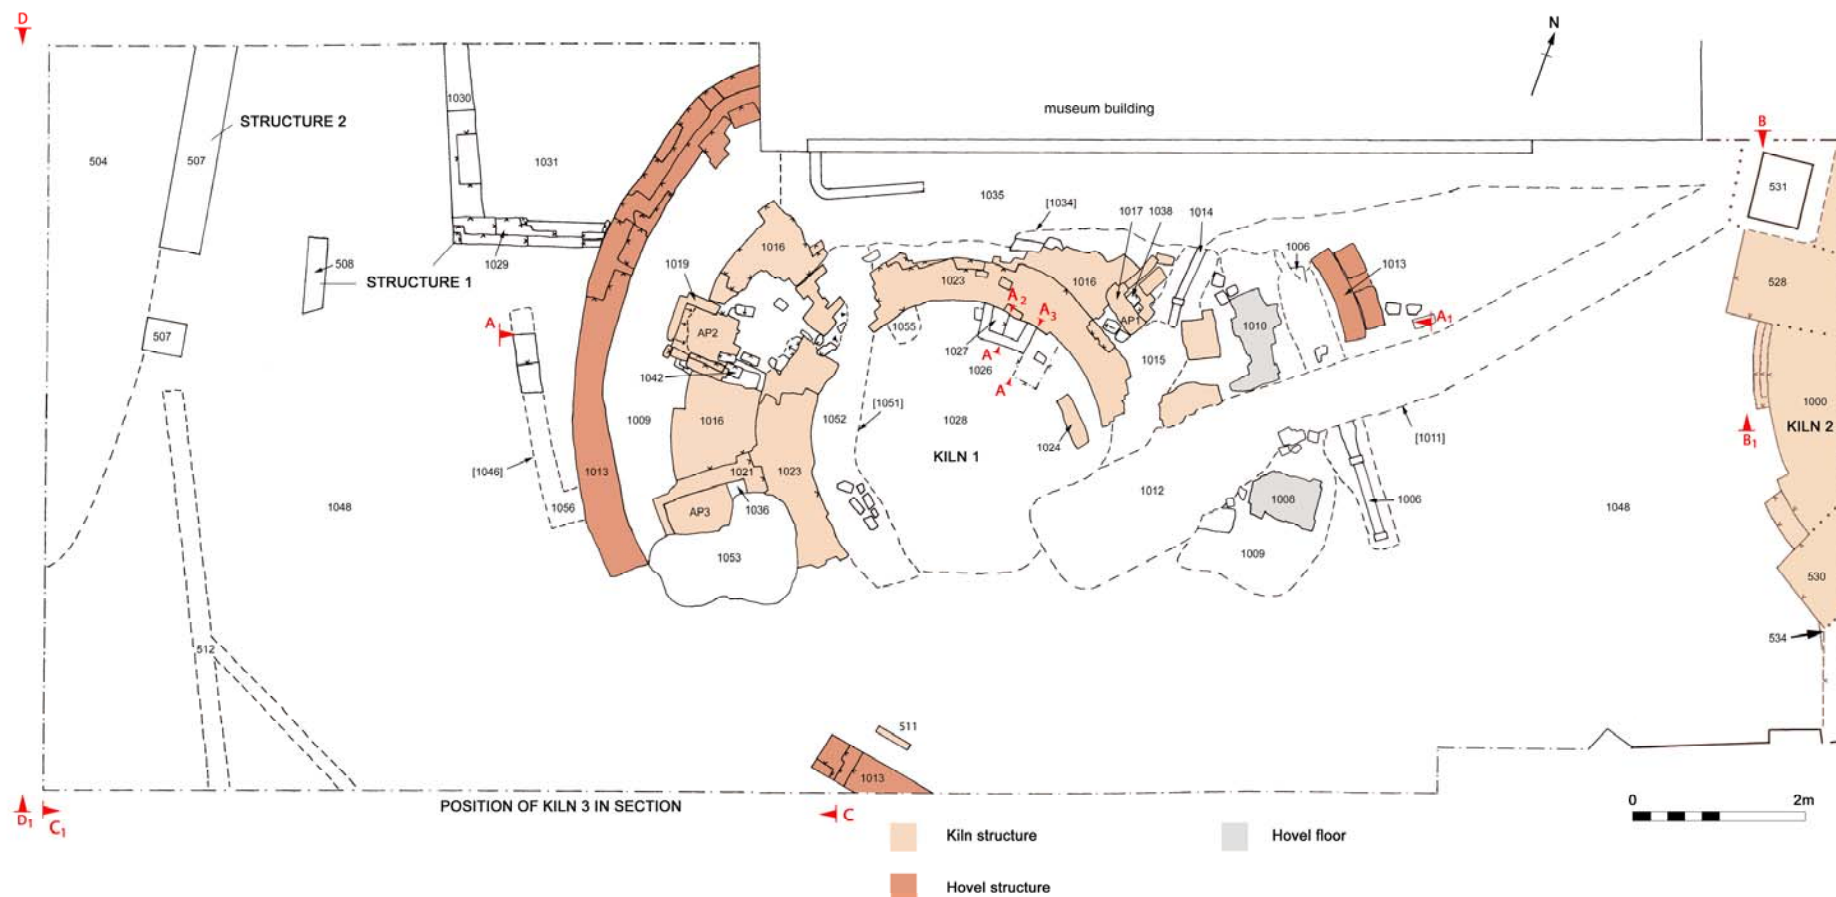 D
N
museum building
B
STRUCTURE 2
1030
504
507
1031
531
1035
[1034]
1017
1038
1014
1016
1006
508
STRUCTURE 1
1029
1019
1023
1016
1013
528
A
A2
A3
AP1
A1
507
AP2
1055
1010
1027
A
1015
1042
1026
A
1000
KILN 2
1009
1016
1052
[1051]
1028
1024
[1011]
B1
KILN 1
[1046]
1013
1021
1023
1012
1048
1056
AP3
1036
1008
1006
1048
1053
1009
530
534
512
511
1013
POSITION OF KILN 3 IN SECTION
D1
C1
C
0
2m
Kiln structure
Hovel floor
Hovel structure